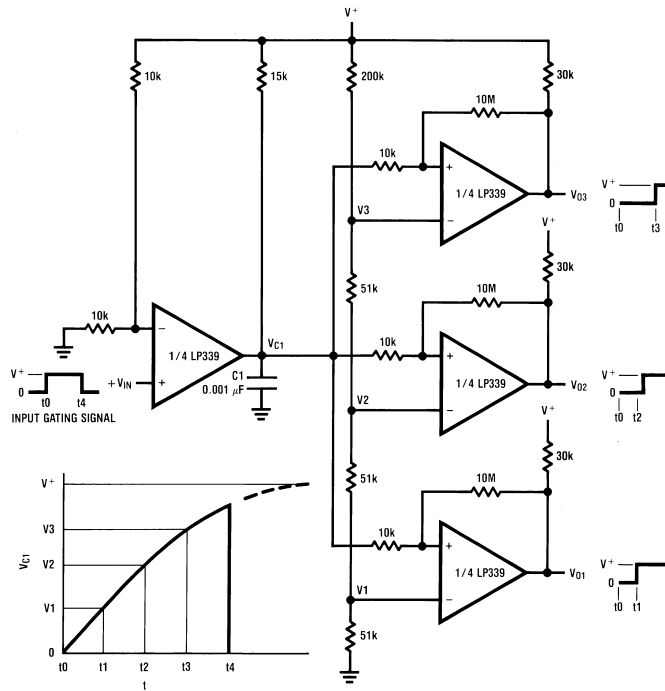 V+
10k
15k
200k
30k
10M
10k
+
1/4 LP339
−
V03
V+
0
t0 t3
V3
V+
30k
51k
10M
10k
10k
−
1/4 LP339
+
VC1
+VIN
C1
0.001 µF
+
1/4 LP339
−
V02
V+
0
t0 t2
V+
0
t0 t4
INPUT GATING SIGNAL
V2
V+
30k
51k
10M
10k
+
1/4 LP339
−
V01
V+
0
t0 t1
V1
51k
V+
V3
V2
V1
0
VC1
t0 t1 t2 t3 t4
t